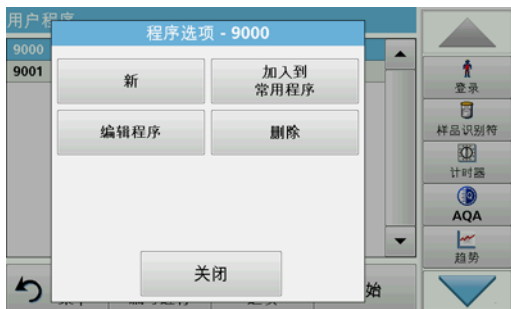 用户程
程序选项 - 9000
9000
9001
新
加入到
常用程序
编辑程序
删除
关闭
始
登录
样品识别符
计时器
AQA
趋势